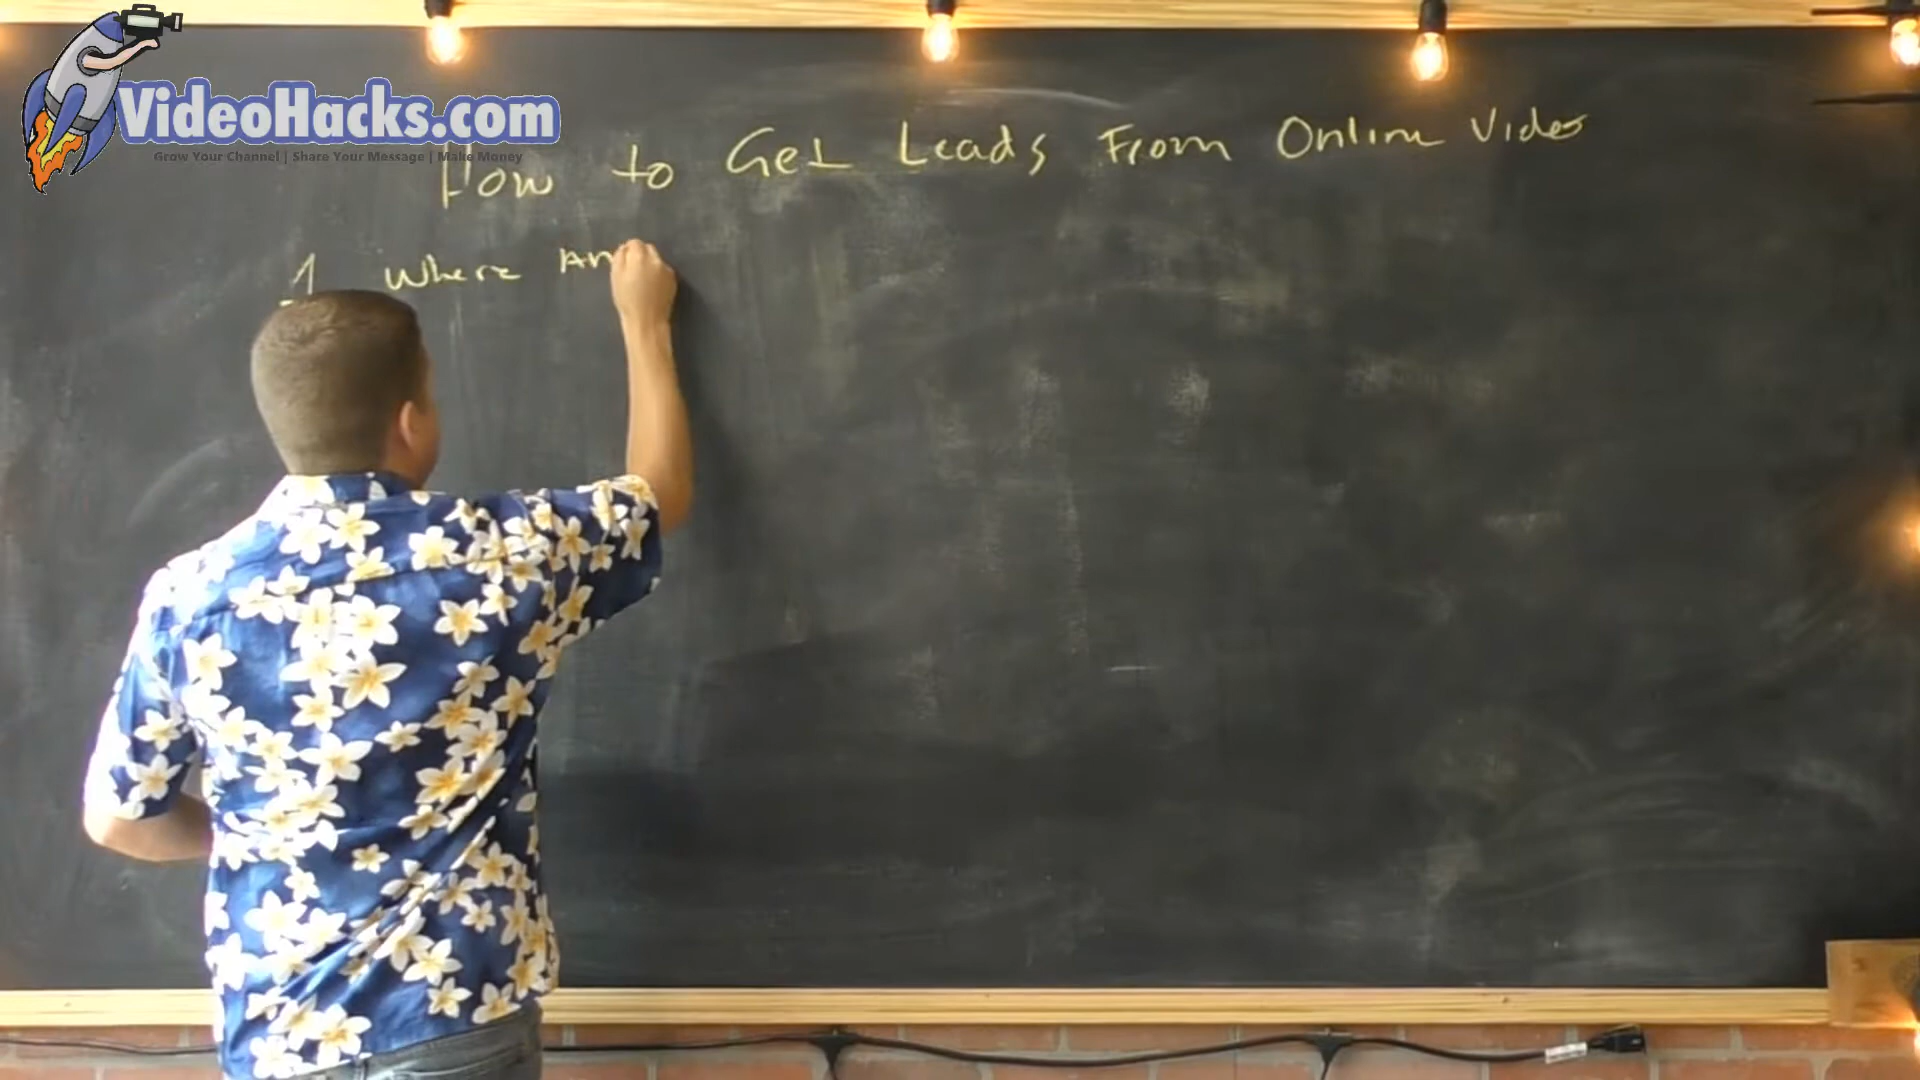 VideoHacks.com
Grow Your Channel | Share Your Message | Make Money
How to Get Leads From Online Video
1 Where